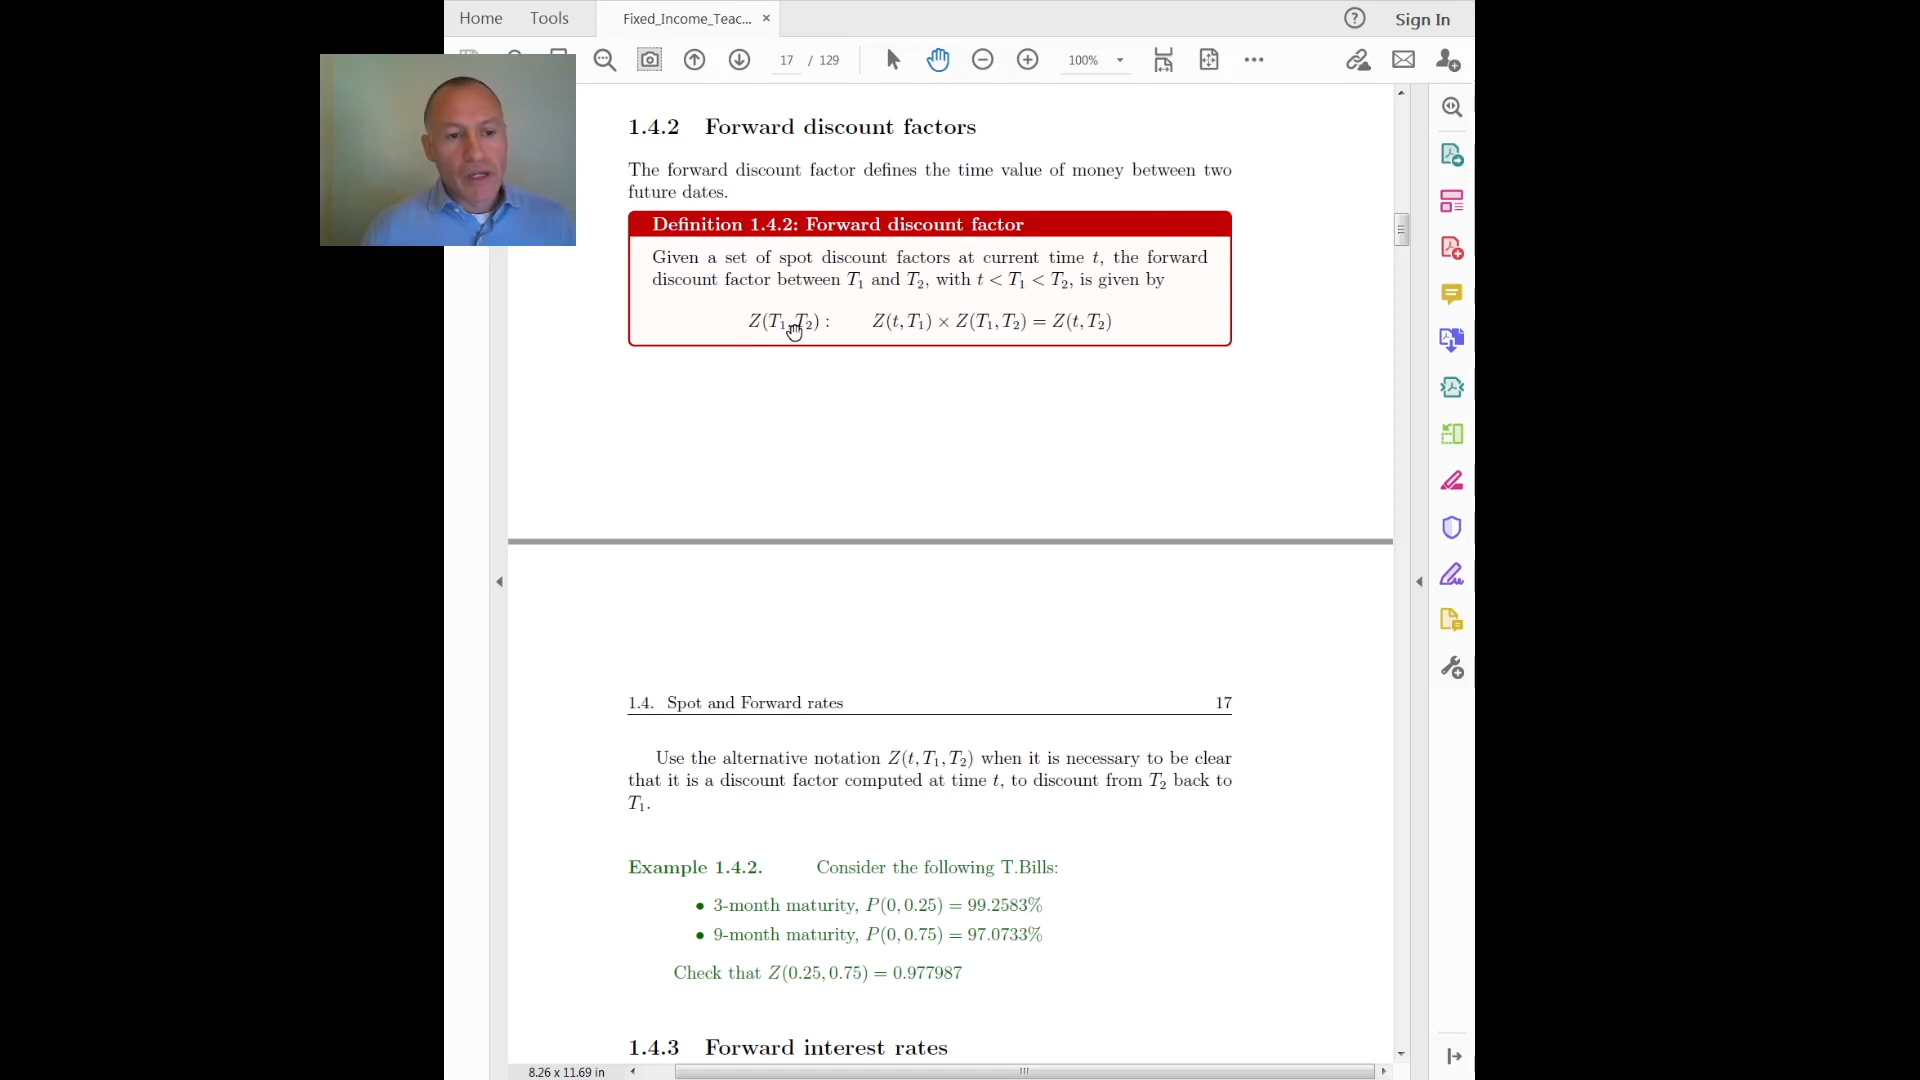 Home Tools Fixed_Income_Teac... × Sign In
17 / 129 100%
1.4.2 Forward discount factors
The forward discount factor defines the time value of money between two
future dates.
Definition 1.4.2: Forward discount factor
Given a set of spot discount factors at current time t, the forward
discount factor between T₁ and T₂, with t < T₁ < T₂, is given by
Z(T₁, T₂) : Z(t, T₁) × Z(T₁, T₂) = Z(t, T₂)
1.4. Spot and Forward rates 17
Use the alternative notation Z(t, T₁, T₂) when it is necessary to be clear
that it is a discount factor computed at time t, to discount from T₂ back to
T₁.
Example 1.4.2. Consider the following T.Bills:
• 3-month maturity, P(0, 0.25) = 99.2583%
• 9-month maturity, P(0, 0.75) = 97.0733%
Check that Z(0.25, 0.75) = 0.977987
1.4.3 Forward interest rates
8.26 x 11.69 in